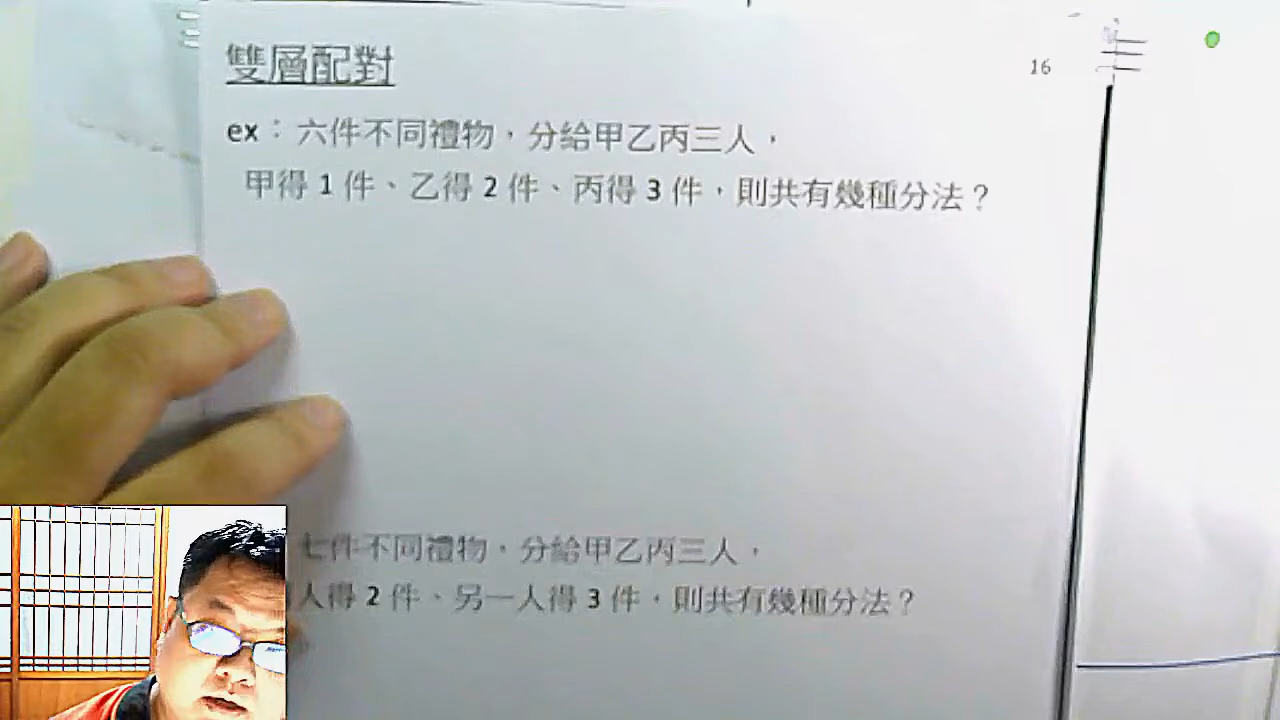 雙層配對
16
ex：六件不同禮物，分給甲乙丙三人，
甲得 1 件、乙得 2 件、丙得 3 件，則共有幾種分法？
七件不同禮物，分給甲乙丙三人，
人得 2 件、另一人得 3 件，則共有幾種分法？